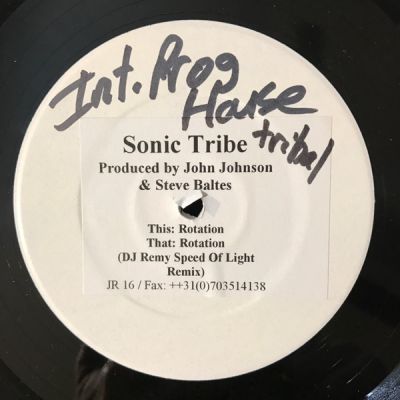 Int. Prog
House
tribal
Sonic Tribe
Produced by John Johnson
& Steve Baltes
This: Rotation
That: Rotation
(DJ Remy Speed Of Light
Remix)
JR 16 / Fax: ++31(0)703514138